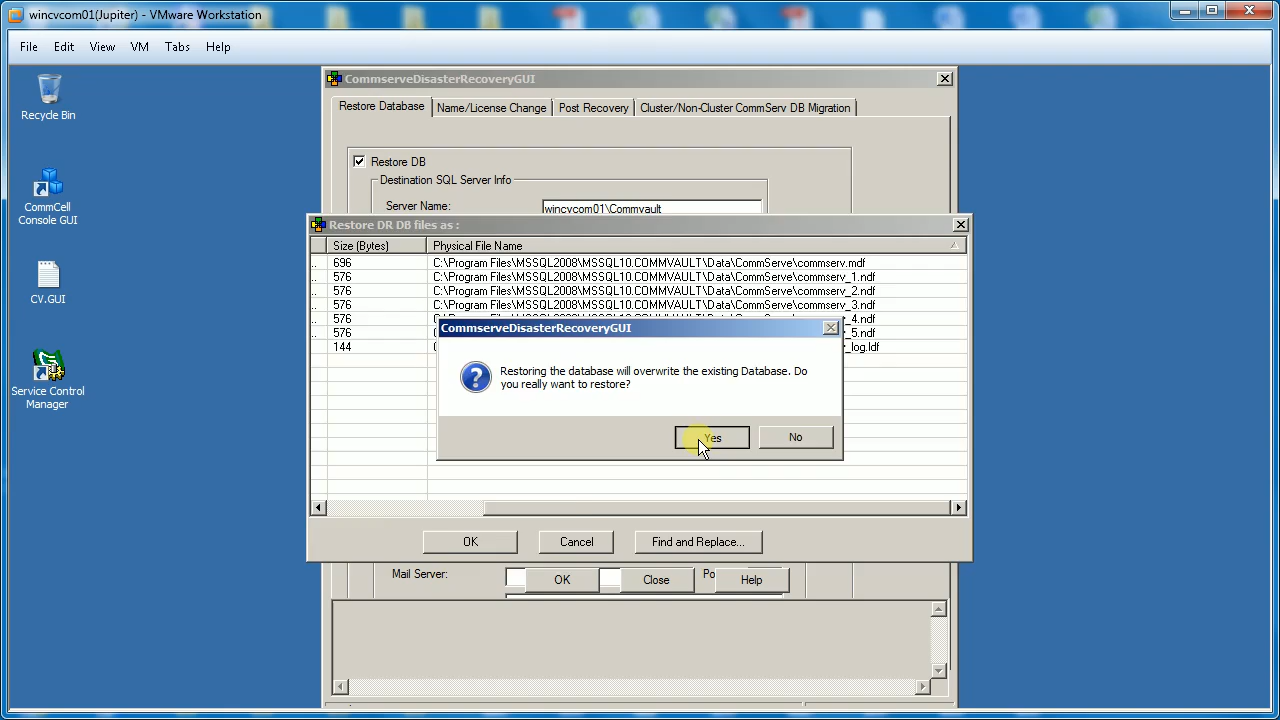 wincvcom01(Jupiter) - VMware Workstation
File Edit View VM Tabs Help
Recycle Bin
CommCell
Console GUI
CV.GUI
Service Control
Manager
CommserveDisasterRecoveryGUI
Restore Database Name/License Change Post Recovery Cluster/Non-Cluster CommServ DB Migration
Restore DB
Destination SQL Server Info
Server Name: wincvcom01\Commvault
Restore DR DB files as :
Size (Bytes) Physical File Name
.. 696 C:\Program Files\MSSQL2008\MSSQL10.COMMVAULT\Data\CommServe\commserv.mdf
.. 576 C:\Program Files\MSSQL2008\MSSQL10.COMMVAULT\Data\CommServe\commserv_1.ndf
.. 576 C:\Program Files\MSSQL2008\MSSQL10.COMMVAULT\Data\CommServe\commserv_2.ndf
.. 576 C:\Program Files\MSSQL2008\MSSQL10.COMMVAULT\Data\CommServe\commserv_3.ndf
.. 576 _4.ndf
.. 576 _5.ndf
144 _log.ldf
CommserveDisasterRecoveryGUI
Restoring the database will overwrite the existing Database. Do
you really want to restore?
Yes No
OK Cancel Find and Replace...
Mail Server: Po
OK Close Help